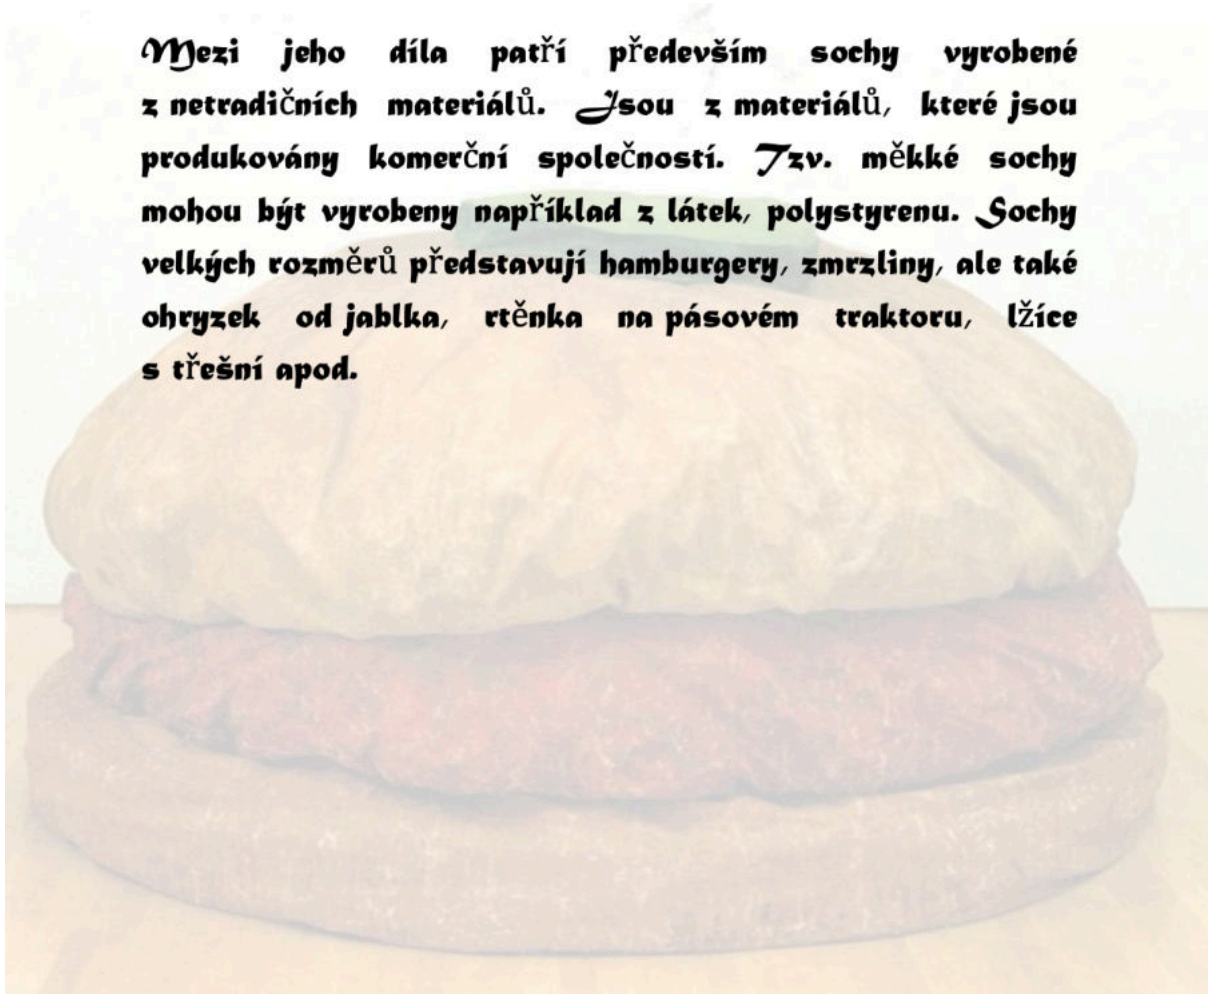 Mezi jeho díla patří především sochy vyrobené
z netradičních materiálů. Jsou z materiálů, které jsou
produkovány komerční společností. Tzv. měkké sochy
mohou být vyrobeny například z látek, polystyrenu. Sochy
velkých rozměrů představují hamburgery, zmrzliny, ale také
ohryzek od jablka, rtěnka na pásovém traktoru, lžíce
s třešní apod.